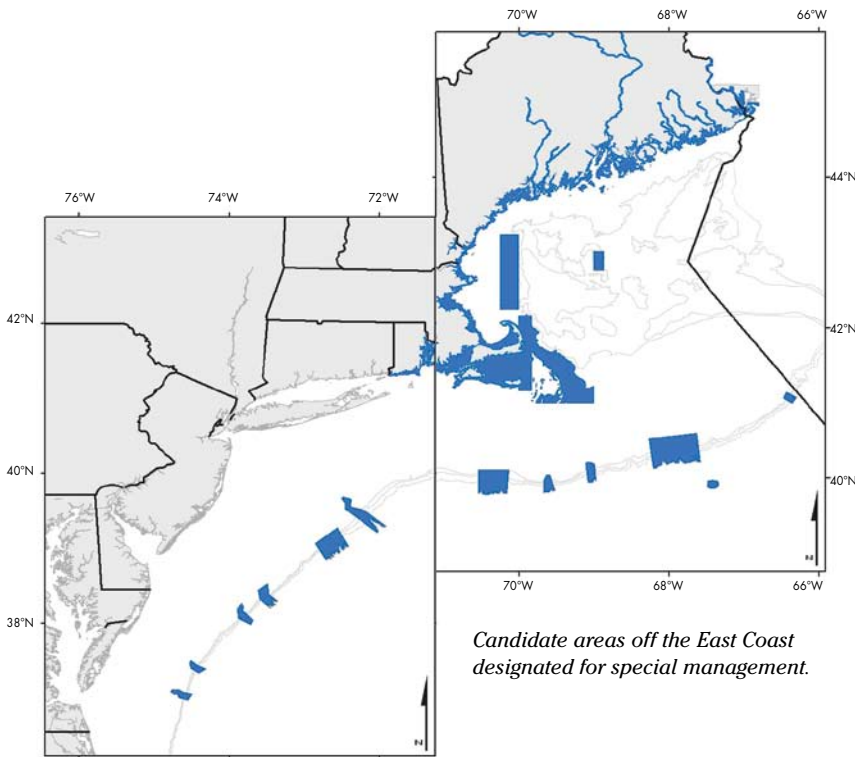 70°W 68°W 66°W
44°N
76°W 74°W 72°W
42°N 42°N
40°N 40°N
70°W 68°W 66°W
38°N
Candidate areas off the East Coast
designated for special management.
N N